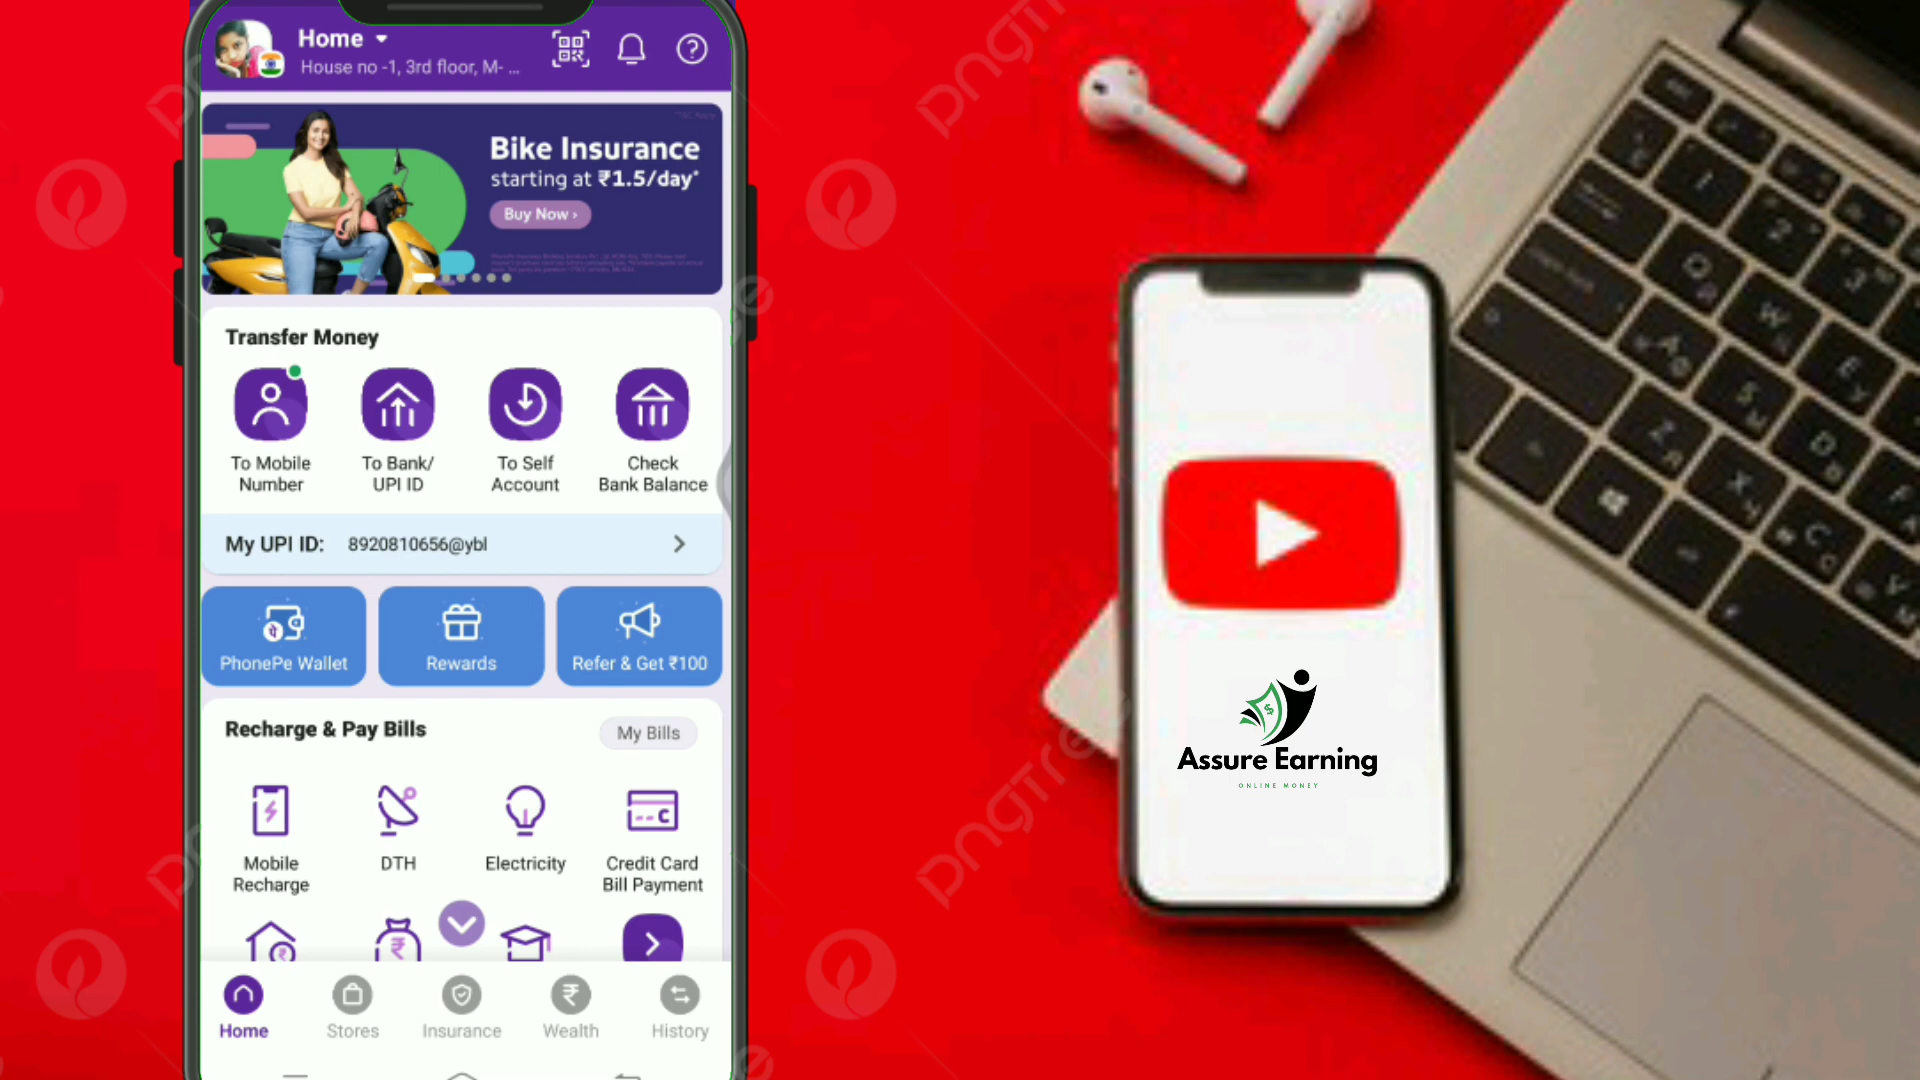 Home
House no -1, 3rd floor, M- ...
Bike Insurance
starting at ₹1.5/day*
Buy Now ›
Transfer Money
To Mobile
Number
To Bank/
UPI ID
To Self
Account
Check
Bank Balance
My UPI ID: 8920810656@ybl
PhonePe Wallet
Rewards
Refer & Get ₹100
Recharge & Pay Bills
My Bills
Mobile
Recharge
DTH
Electricity
Credit Card
Bill Payment
Home
Stores
Insurance
Wealth
History
Assure Earning
ONLINE MONEY
pngtree
pngtree